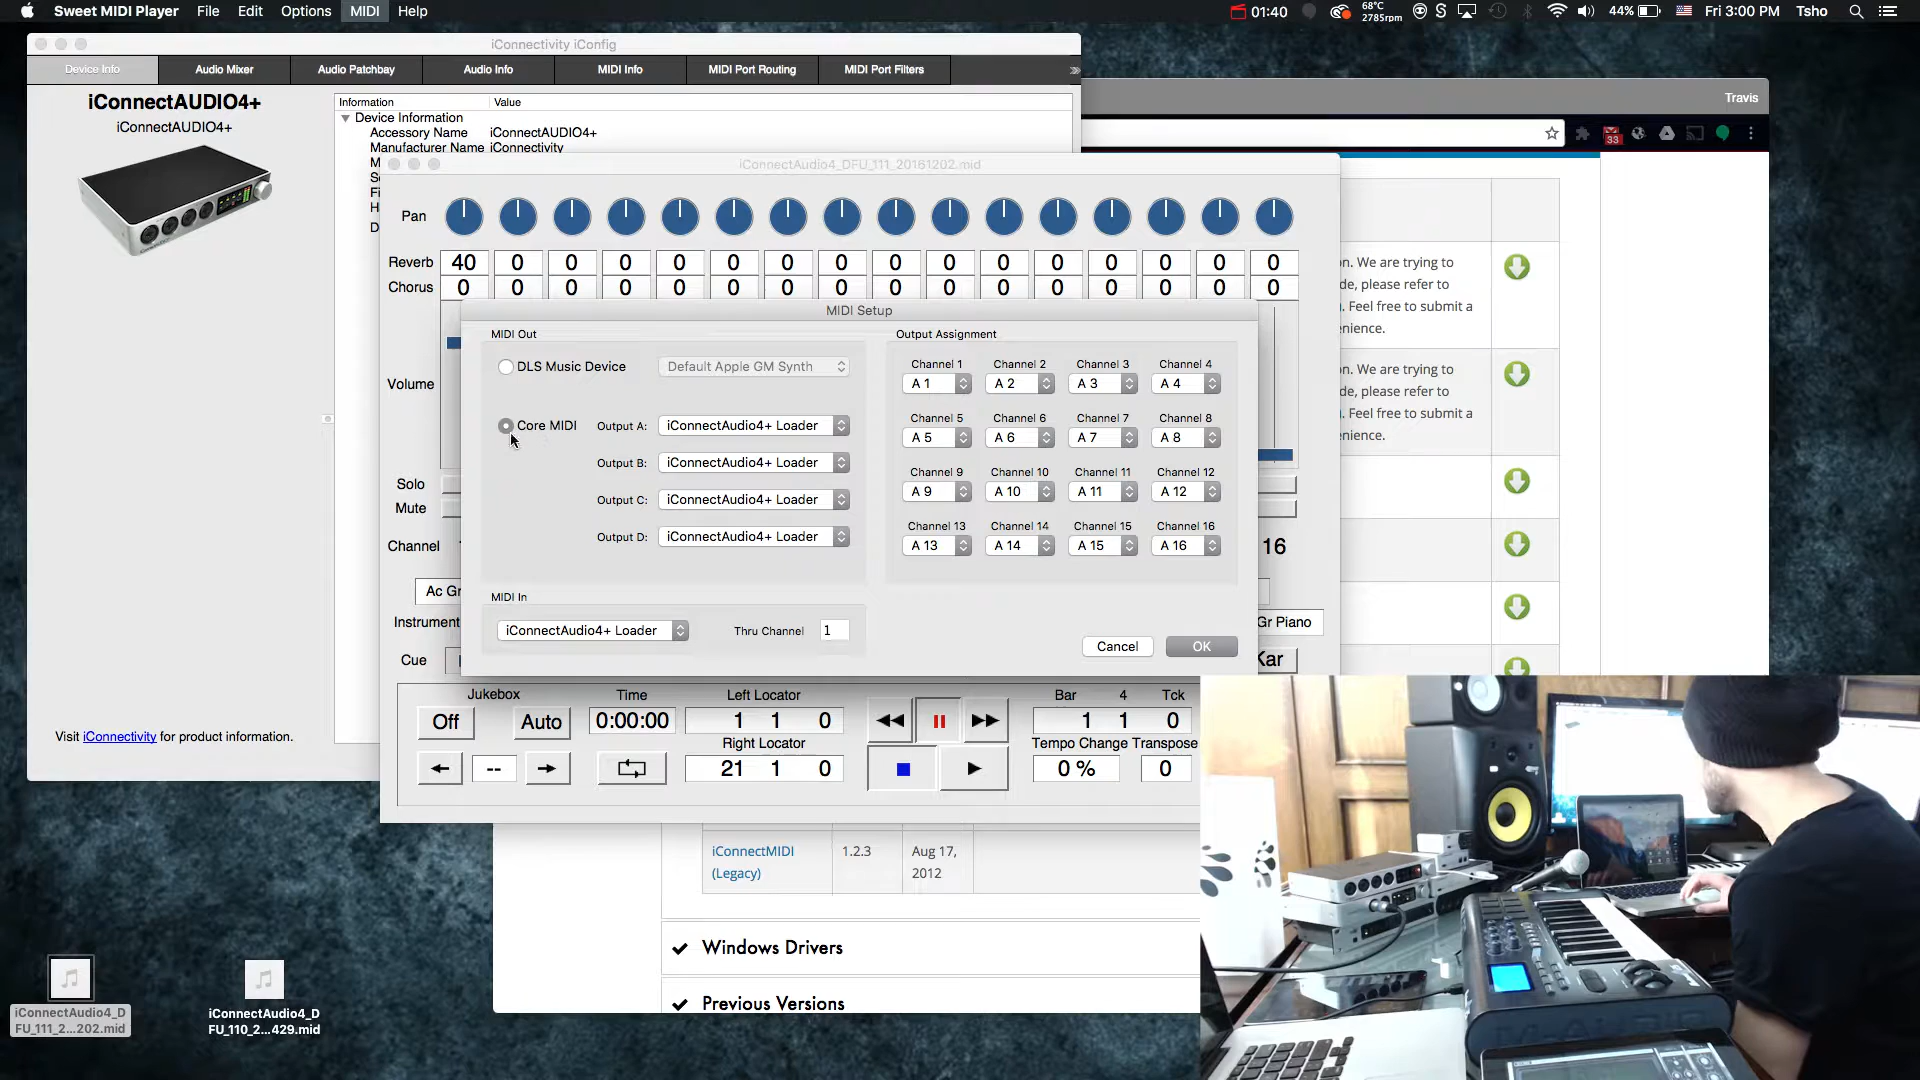 Sweet MIDI Player File Edit Options MIDI Help
01:40 68°C 2785rpm 44% Fri 3:00 PM Tsho
iConnectivity iConfig
Device Info Audio Mixer Audio Patchbay Audio Info MIDI Info MIDI Port Routing MIDI Port Filters
Travis
33
iConnectAUDIO4+
iConnectAUDIO4+
Information Value
Device Information
Accessory Name iConnectAUDIO4+
Manufacturer Name iConnectivity
Visit iConnectivity for product information.
iConnectAudio4_DFU_111_20161202.mid
Pan
Reverb 40 0 0 0 0 0 0 0 0 0 0 0 0 0 0 0
Chorus 0 0 0 0 0 0 0 0 0 0 0 0 0 0 0 0
Volume
Solo
Mute
Channel 16
Ac Gr
Instrument Gr Piano
Cue Kar
MIDI Setup
MIDI Out
DLS Music Device Default Apple GM Synth
Core MIDI Output A: iConnectAudio4+ Loader
Output B: iConnectAudio4+ Loader
Output C: iConnectAudio4+ Loader
Output D: iConnectAudio4+ Loader
Output Assignment
Channel 1 Channel 2 Channel 3 Channel 4
A 1 A 2 A 3 A 4
Channel 5 Channel 6 Channel 7 Channel 8
A 5 A 6 A 7 A 8
Channel 9 Channel 10 Channel 11 Channel 12
A 9 A 10 A 11 A 12
Channel 13 Channel 14 Channel 15 Channel 16
A 13 A 14 A 15 A 16
MIDI In
iConnectAudio4+ Loader Thru Channel 1
Cancel OK
Jukebox Time Left Locator Bar 4 Tck
Off Auto 0:00:00 1 1 0 1 1 0
Right Locator Tempo Change Transpose
-- 21 1 0 0 % 0
n. We are trying to
de, please refer to
Feel free to submit a
enience.
n. We are trying to
de, please refer to
Feel free to submit a
enience.
iConnectMIDI 1.2.3 Aug 17,
(Legacy) 2012
Windows Drivers
Previous Versions
iConnectAudio4_D
FU_111_2...202.mid
iConnectAudio4_D
FU_110_2...429.mid